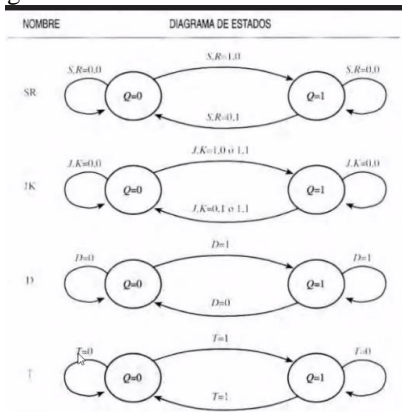 NOMBRE DIAGRAMA DE ESTADOS
S,R=1,0
S,R=0,0 S,R=0,0
SR Q=0 Q=1
S,R=0,1
J,K=1,0 ó 1,1
J,K=0,0 J,K=0,0
JK Q=0 Q=1
J,K=0,1 o 1,1
D=1
D=0 D=1
D Q=0 Q=1
D=0
T=1
T=0 T=0
T Q=0 Q=1
T=1